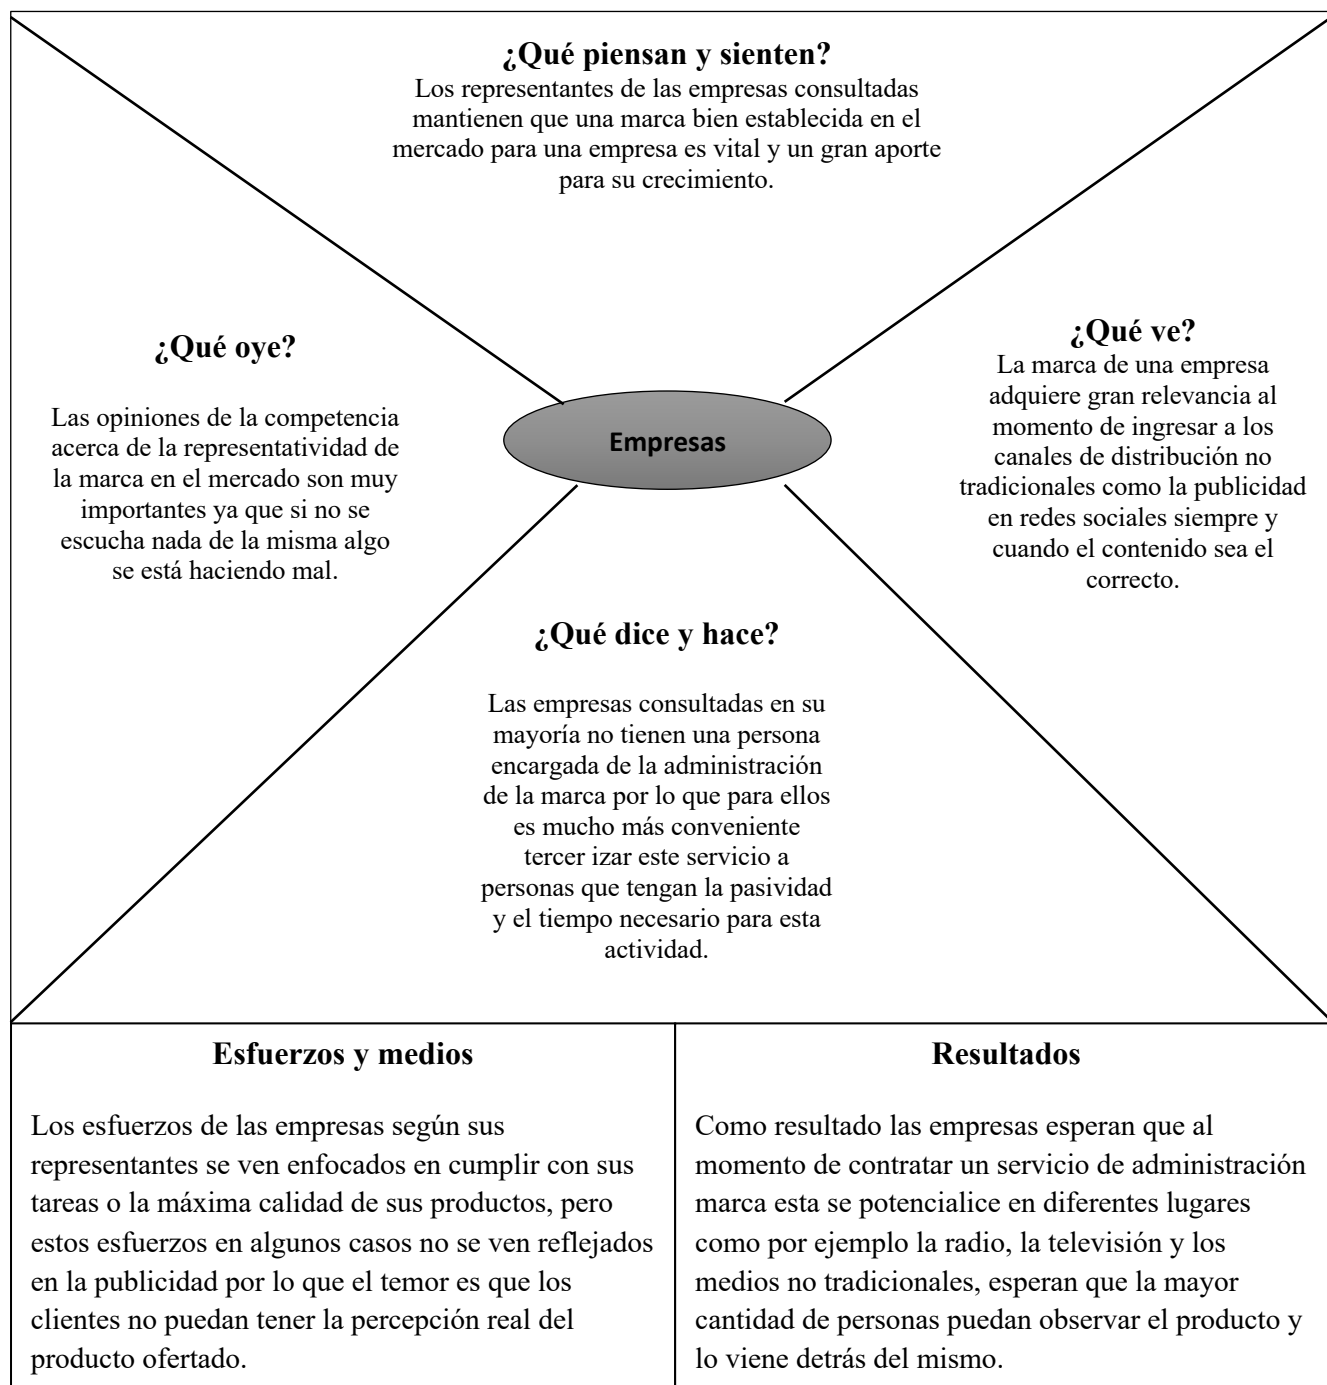 ¿Qué piensan y sienten?
Los representantes de las empresas consultadas
mantienen que una marca bien establecida en el
mercado para una empresa es vital y un gran aporte
para su crecimiento.
¿Qué oye?
Las opiniones de la competencia
acerca de la representatividad de
la marca en el mercado son muy
importantes ya que si no se
escucha nada de la misma algo
se está haciendo mal.
Empresas
¿Qué ve?
La marca de una empresa
adquiere gran relevancia al
momento de ingresar a los
canales de distribución no
tradicionales como la publicidad
en redes sociales siempre y
cuando el contenido sea el
correcto.
¿Qué dice y hace?
Las empresas consultadas en su
mayoría no tienen una persona
encargada de la administración
de la marca por lo que para ellos
es mucho más conveniente
tercer izar este servicio a
personas que tengan la pasividad
y el tiempo necesario para esta
actividad.
Esfuerzos y medios
Los esfuerzos de las empresas según sus
representantes se ven enfocados en cumplir con sus
tareas o la máxima calidad de sus productos, pero
estos esfuerzos en algunos casos no se ven reflejados
en la publicidad por lo que el temor es que los
clientes no puedan tener la percepción real del
producto ofertado.
Resultados
Como resultado las empresas esperan que al
momento de contratar un servicio de administración
marca esta se potencialice en diferentes lugares
como por ejemplo la radio, la televisión y los
medios no tradicionales, esperan que la mayor
cantidad de personas puedan observar el producto y
lo viene detrás del mismo.